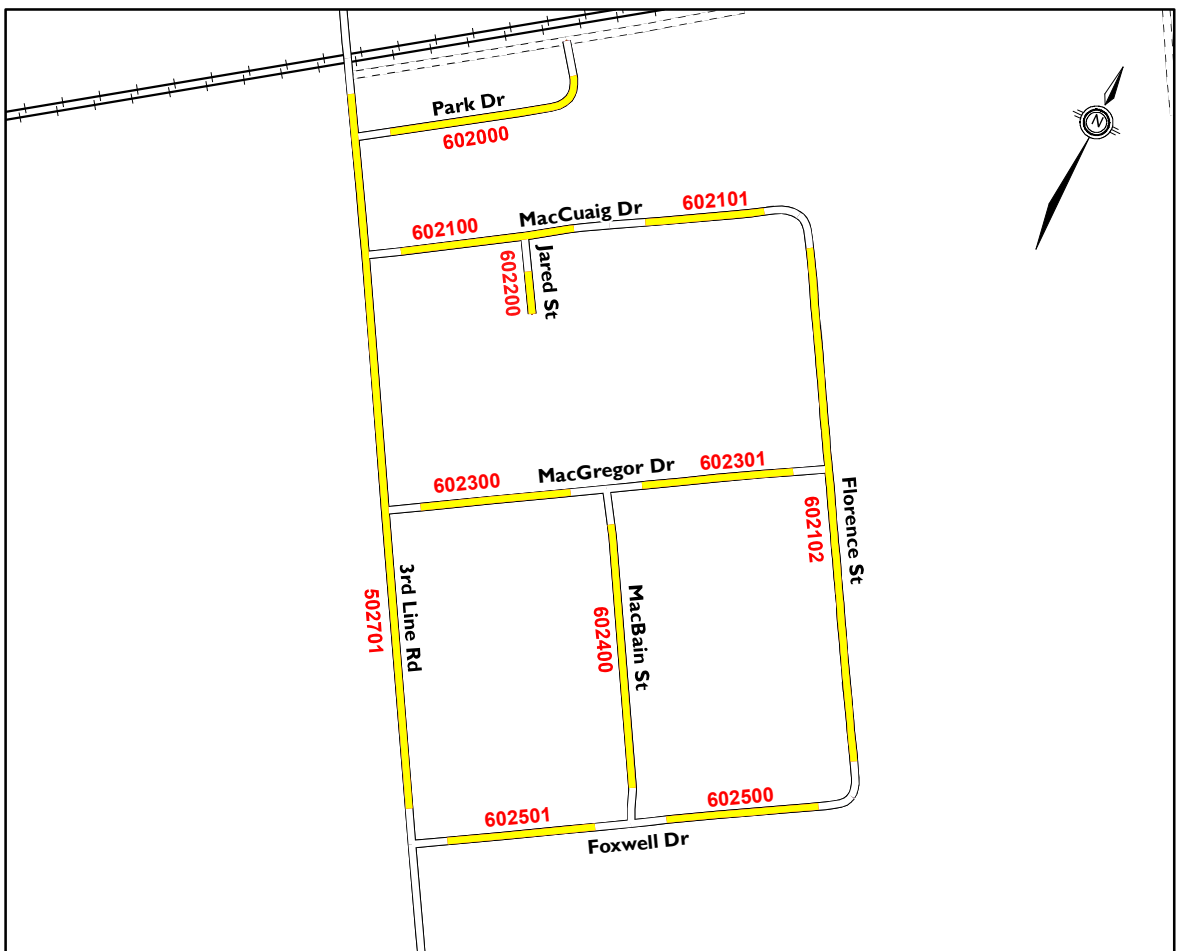 Park Dr
602000
N
602101
MacCuaig Dr
602100
Jared St
602200
MacGregor Dr
602301
602300
Florence St
602102
3rd Line Rd
502701
MacBain St
602400
602500
602501
Foxwell Dr